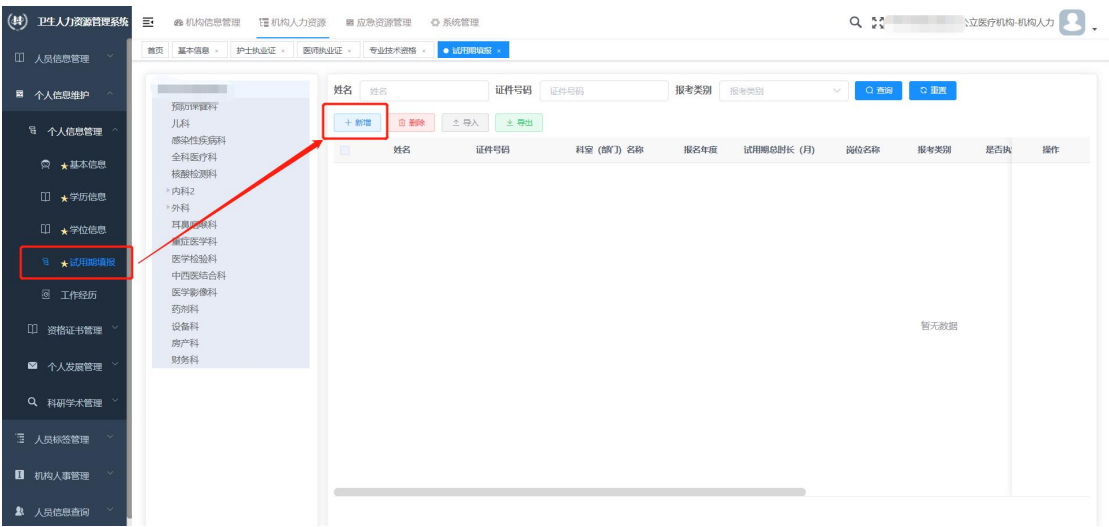 卫生人力资源管理系统
机构信息管理 机构人力资源 应急资源管理 系统管理
公立医疗机构-机构人力
首页 基本信息 × 护士执业证 × 医师执业证 × 专业技术资格 × ● 试用期填报 ×
人员信息管理
个人信息维护
个人信息管理
★基本信息
★学历信息
★学位信息
★试用期填报
工作经历
资格证书管理
个人发展管理
科研学术管理
人员标签管理
机构人事管理
人员信息查询
预防保健科
儿科
感染性疾病科
全科医疗科
核酸检测科
内科2
外科
耳鼻咽喉科
重症医学科
医学检验科
中西医结合科
医学影像科
药剂科
设备科
房产科
财务科
姓名 姓名 证件号码 证件号码 报考类别 报考类别 查询 重置
+ 新增 删除 导入 导出
姓名 证件号码 科室（部门）名称 报名年度 试用期总时长（月） 岗位名称 报考类别 是否执 操作
暂无数据